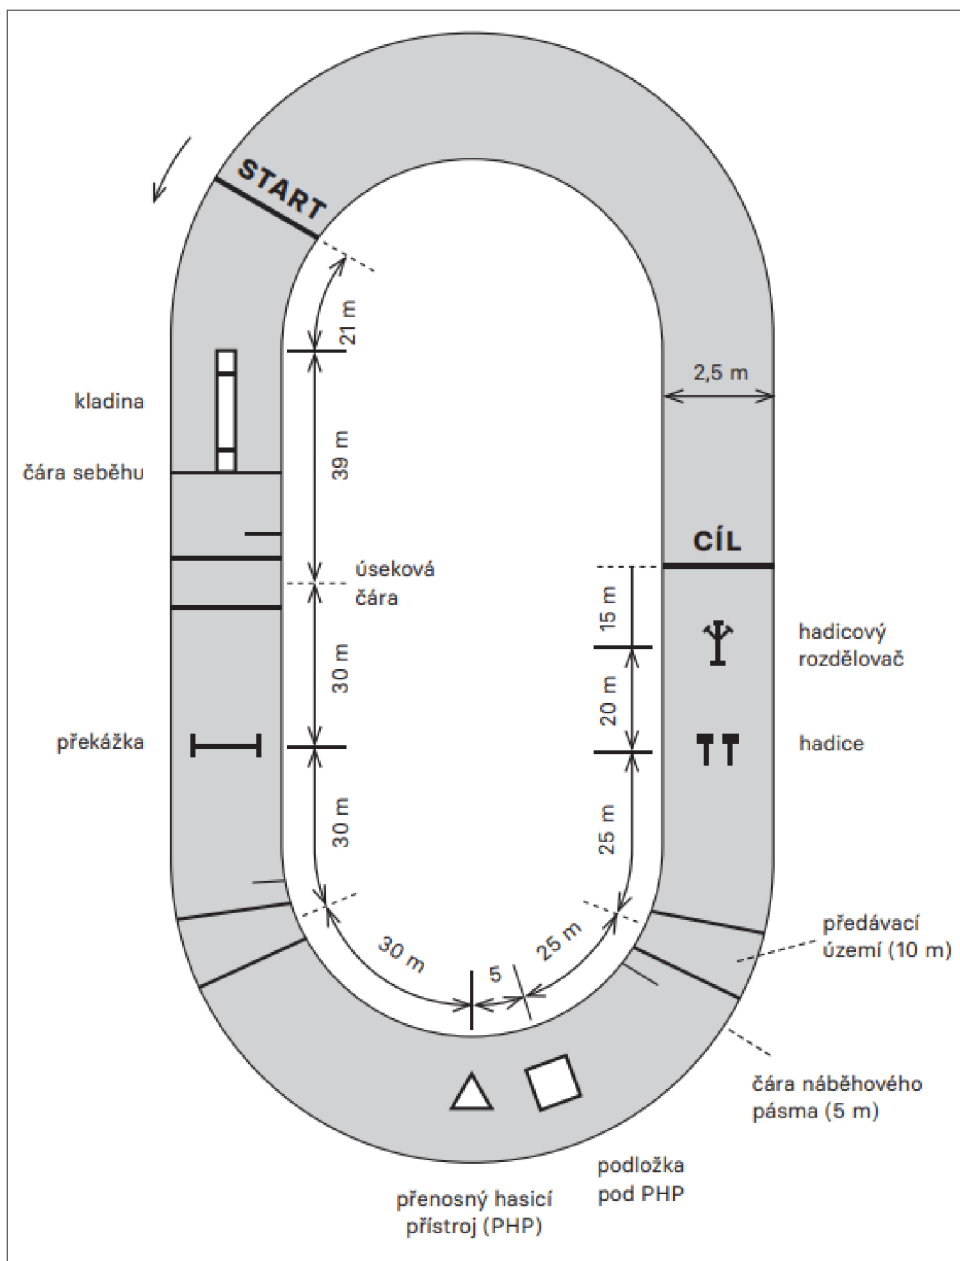 START
21 m
kladina
2,5 m
39 m
čára seběhu
CÍL
úseková
čára
15 m
hadicový
rozdělovač
30 m
20 m
překážka
hadice
30 m
25 m
předávací
území (10 m)
30 m
5
25 m
čára náběhového
pásma (5 m)
podložka
pod PHP
přenosný hasicí
přístroj (PHP)